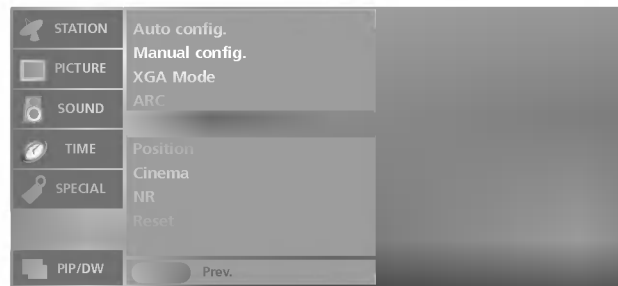 STATION
PICTURE
SOUND
TIME
SPECIAL
PIP/DW
Auto config.
Manual config.
XGA Mode
ARC
Position
Cinema
NR
Reset
Prev.